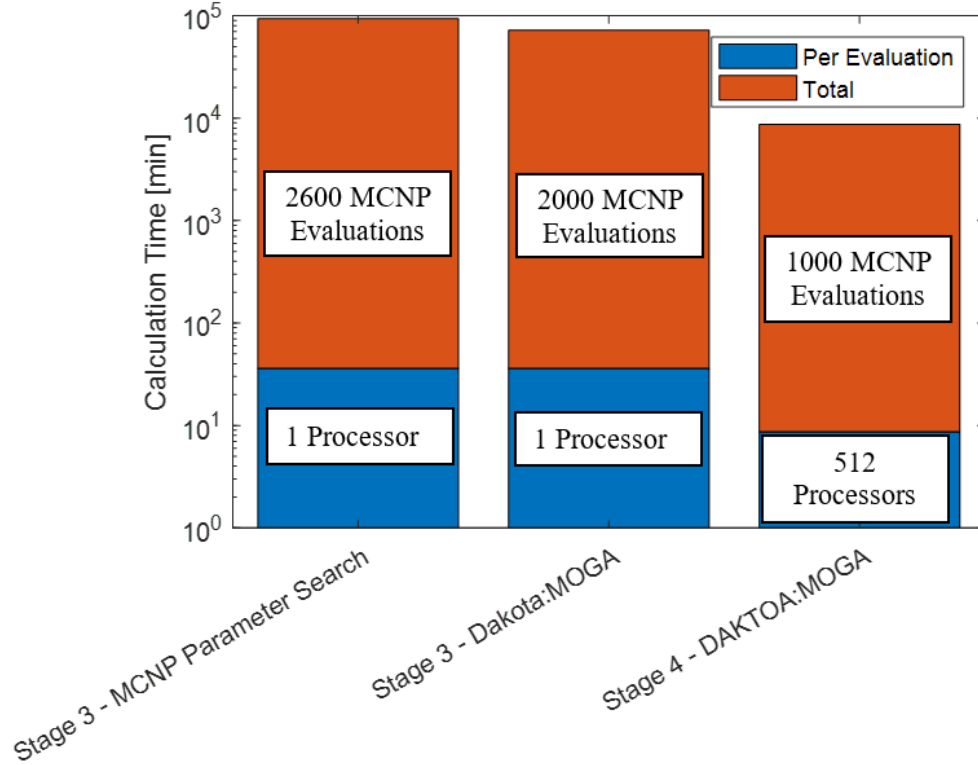 10^5
10^4
10^3
10^2
10^1
10^0
Calculation Time [min]
Per Evaluation
Total
2600 MCNP
Evaluations
2000 MCNP
Evaluations
1000 MCNP
Evaluations
1 Processor
1 Processor
512
Processors
Stage 3 - MCNP Parameter Search
Stage 3 - Dakota:MOGA
Stage 4 - DAKTOA:MOGA